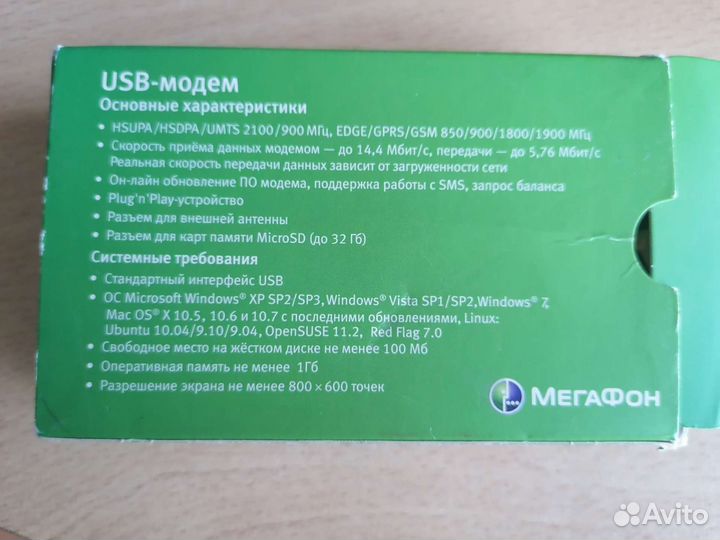 USB-модем
Основные характеристики
• HSUPA/HSDPA/UMTS 2100/900 МГц, EDGE/GPRS/GSM 850/900/1800/1900 МГц
• Скорость приёма данных модемом — до 14,4 Мбит/с, передачи — до 5,76 Мбит/с
Реальная скорость передачи данных зависит от загруженности сети
• Он-лайн обновление ПО модема, поддержка работы с SMS, запрос баланса
• Plug'n'Play-устройство
• Разъем для внешней антенны
• Разъем для карт памяти MicroSD (до 32 Гб)
Системные требования
• Стандартный интерфейс USB
• ОС Microsoft Windows® XP SP2/SP3, Windows® Vista SP1/SP2, Windows® 7,
Mac OS® X 10.5, 10.6 и 10.7 с последними обновлениями, Linux:
Ubuntu 10.04/9.10/9.04, OpenSUSE 11.2, Red Flag 7.0
• Свободное место на жёстком диске не менее 100 Мб
• Оперативная память не менее 1Гб
• Разрешение экрана не менее 800 × 600 точек
МЕГАФОН
Avito